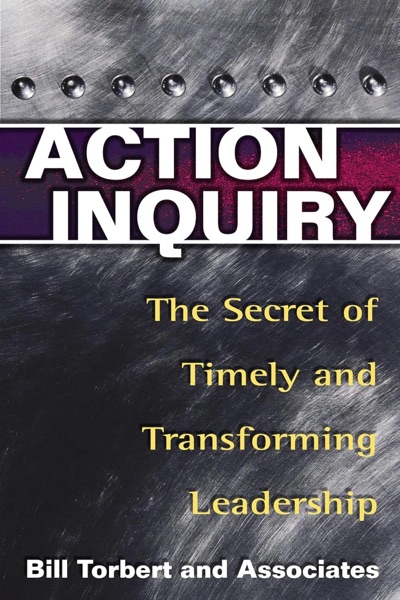 ACTION
INQUIRY
The Secret of
Timely and
Transforming
Leadership
Bill Torbert and Associates